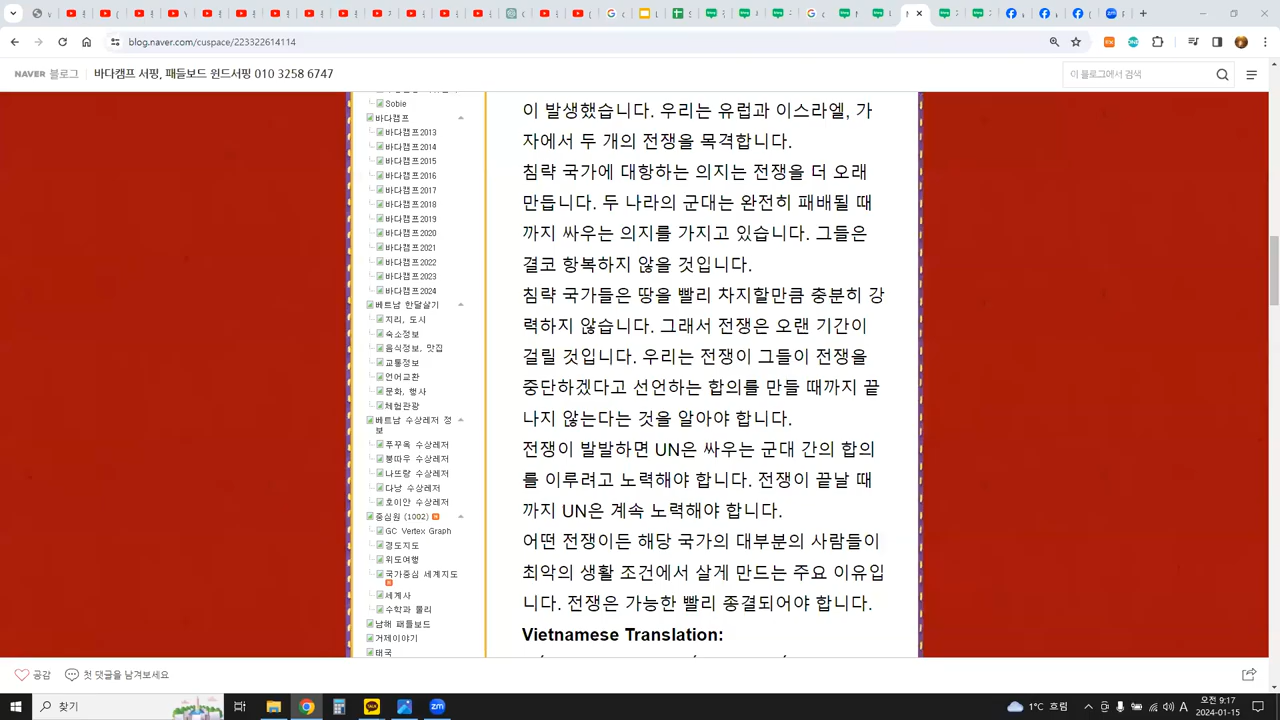 blog.naver.com/cuspace/223322614114
NAVER 블로그
바다캠프 서핑, 패들보드 윈드서핑 010 3258 6747
이 블로그에서 검색
Sobie
바다캠프
바다캠프2013
바다캠프2014
바다캠프2015
바다캠프2016
바다캠프2017
바다캠프2018
바다캠프2019
바다캠프2020
바다캠프2021
바다캠프2022
바다캠프2023
바다캠프2024
베트남 한달살기
지리, 도시
숙소정보
음식정보, 맛집
교통정보
언어교환
문화, 행사
체험관광
베트남 수상레저 정
보
푸꾸옥 수상레저
붕따우 수상레저
나뜨랑 수상레저
다낭 수상레저
호이안 수상레저
중심원 (1002)
GC Vertex Graph
경도지도
위도여행
국가중심 세계지도
세계사
수학과 물리
남해 패들보드
거제이야기
태국
이 발생했습니다. 우리는 유럽과 이스라엘, 가
자에서 두 개의 전쟁을 목격합니다.
침략 국가에 대항하는 의지는 전쟁을 더 오래
만듭니다. 두 나라의 군대는 완전히 패배될 때
까지 싸우는 의지를 가지고 있습니다. 그들은
결코 항복하지 않을 것입니다.
침략 국가들은 땅을 빨리 차지할만큼 충분히 강
력하지 않습니다. 그래서 전쟁은 오랜 기간이
걸릴 것입니다. 우리는 전쟁이 그들이 전쟁을
중단하겠다고 선언하는 합의를 만들 때까지 끝
나지 않는다는 것을 알아야 합니다.
전쟁이 발발하면 UN은 싸우는 군대 간의 합의
를 이루려고 노력해야 합니다. 전쟁이 끝날 때
까지 UN은 계속 노력해야 합니다.
어떤 전쟁이든 해당 국가의 대부분의 사람들이
최악의 생활 조건에서 살게 만드는 주요 이유입
니다. 전쟁은 가능한 빨리 종결되어야 합니다.
Vietnamese Translation:
공감
첫 댓글을 남겨보세요
찾기
1°C 흐림
A
오전 9:17
2024-01-15